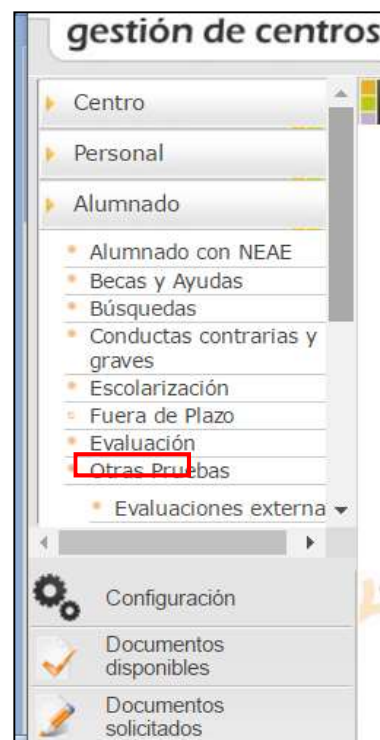 gestión de centros
Centro
Personal
Alumnado
Alumnado con NEAE
Becas y Ayudas
Búsquedas
Conductas contrarias y
graves
Escolarización
Fuera de Plazo
Evaluación
Otras Pruebas
Evaluaciones externa
Configuración
Documentos
disponibles
Documentos
solicitados